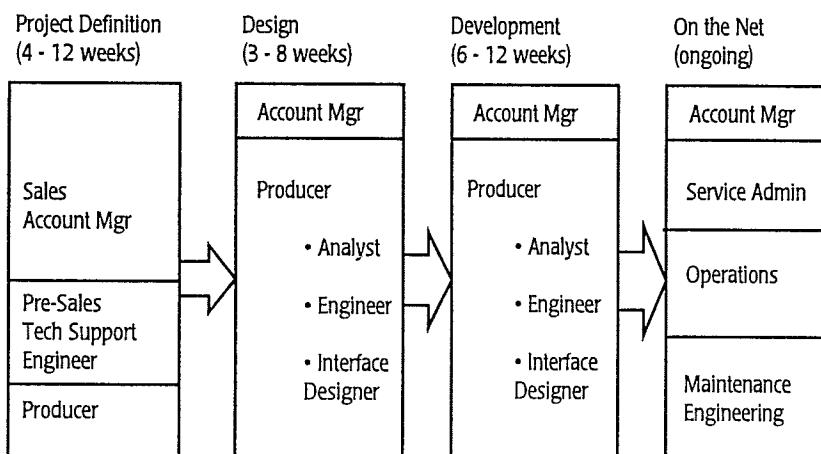 Project Definition
(4 - 12 weeks)
Sales
Account Mgr
Pre-Sales
Tech Support
Engineer
Producer
Design
(3 - 8 weeks)
Account Mgr
Producer
• Analyst
• Engineer
• Interface
Designer
Development
(6 - 12 weeks)
Account Mgr
Producer
• Analyst
• Engineer
• Interface
Designer
On the Net
(ongoing)
Account Mgr
Service Admin
Operations
Maintenance
Engineering